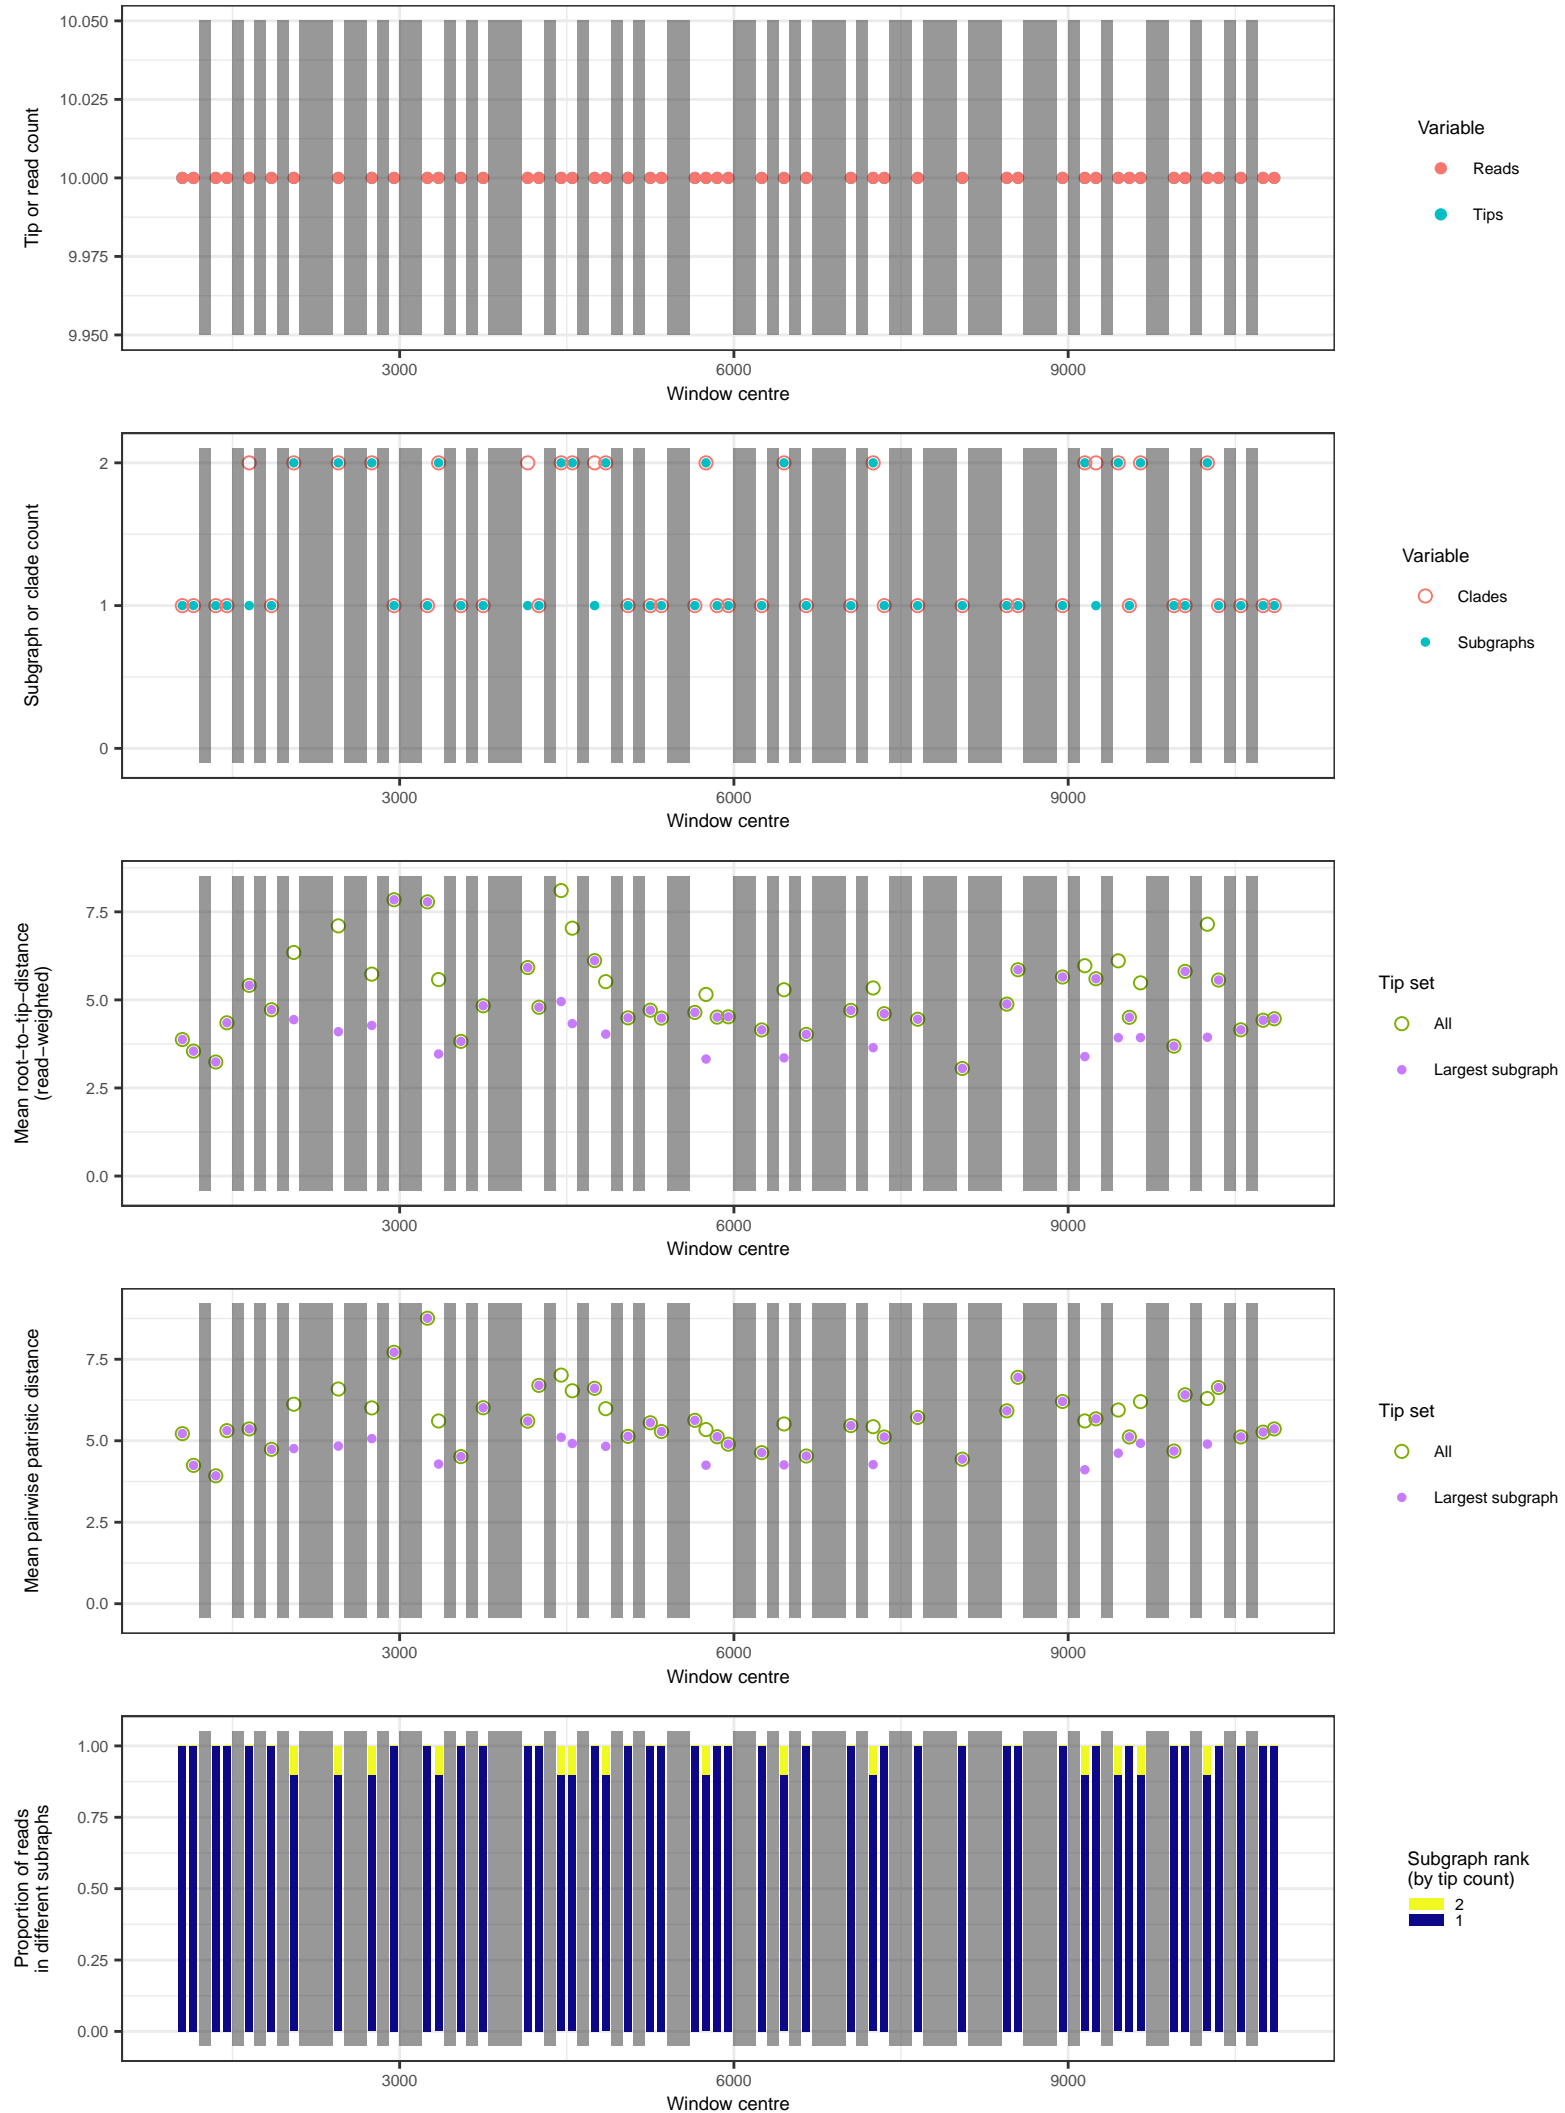 10.050
10.025
10.000
9.975
9.950
Tip or read count
3000
6000
9000
Window centre
Variable
Reads
Tips
2
1
0
Subgraph or clade count
3000
6000
9000
Window centre
Variable
Clades
Subgraphs
7.5
5.0
2.5
0.0
Mean root−to−tip−distance
(read−weighted)
3000
6000
9000
Window centre
Tip set
All
Largest subgraph
7.5
5.0
2.5
0.0
Mean pairwise patristic distance
3000
6000
9000
Window centre
Tip set
All
Largest subgraph
1.00
0.75
0.50
0.25
0.00
Proportion of reads
in different subraphs
3000
6000
9000
Window centre
Subgraph rank
(by tip count)
2
1